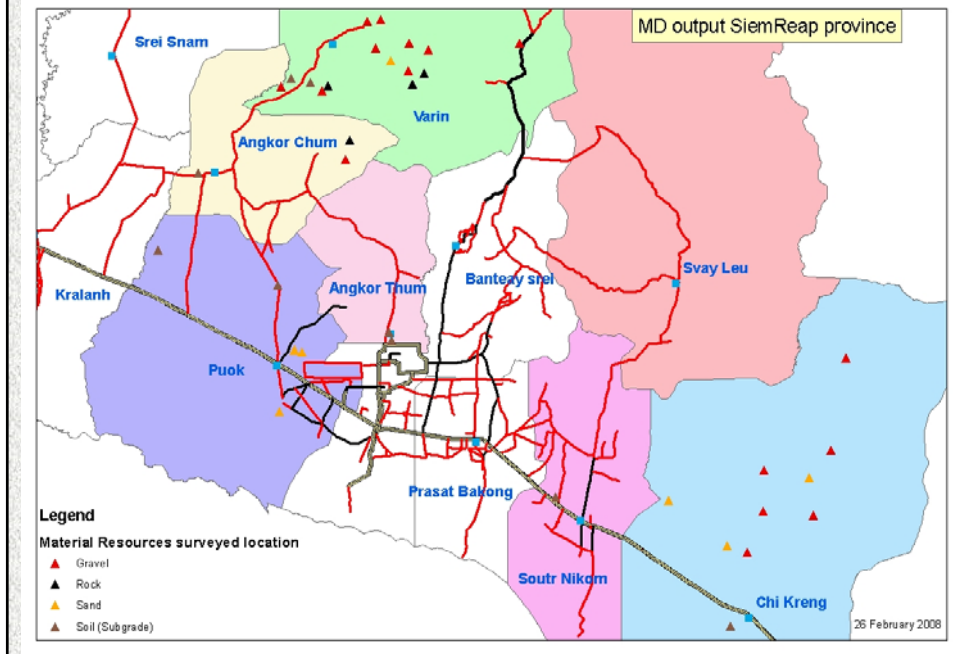 MD output SiemReap province
Srei Snam
Varin
Angkor Chum
Svay Leu
Banteay srei
Angkor Thum
Kralanh
Puok
Prasat Bakong
Soutr Nikom
Chi Kreng
Legend
Material Resources surveyed location
Gravel
Rock
Sand
Soil (Subgrade)
26 February 2008